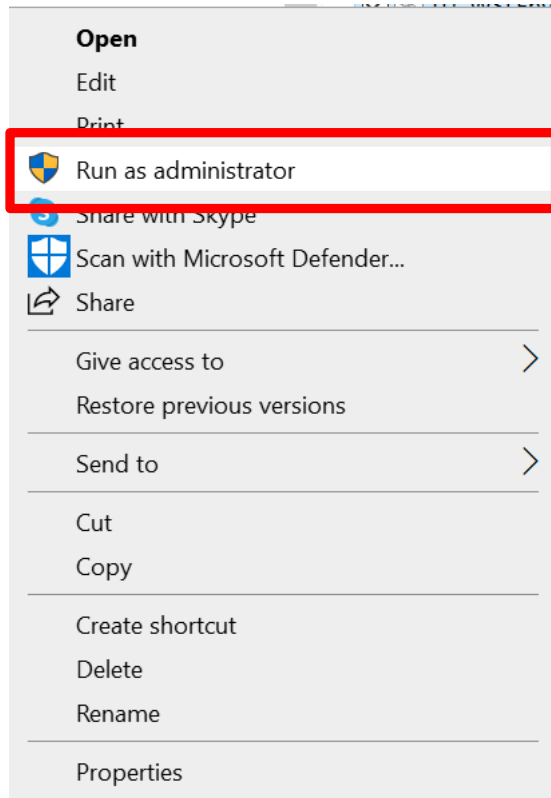 Open
Edit
Print
Run as administrator
Share with Skype
Scan with Microsoft Defender...
Share
Give access to
Restore previous versions
Send to
Cut
Copy
Create shortcut
Delete
Rename
Properties